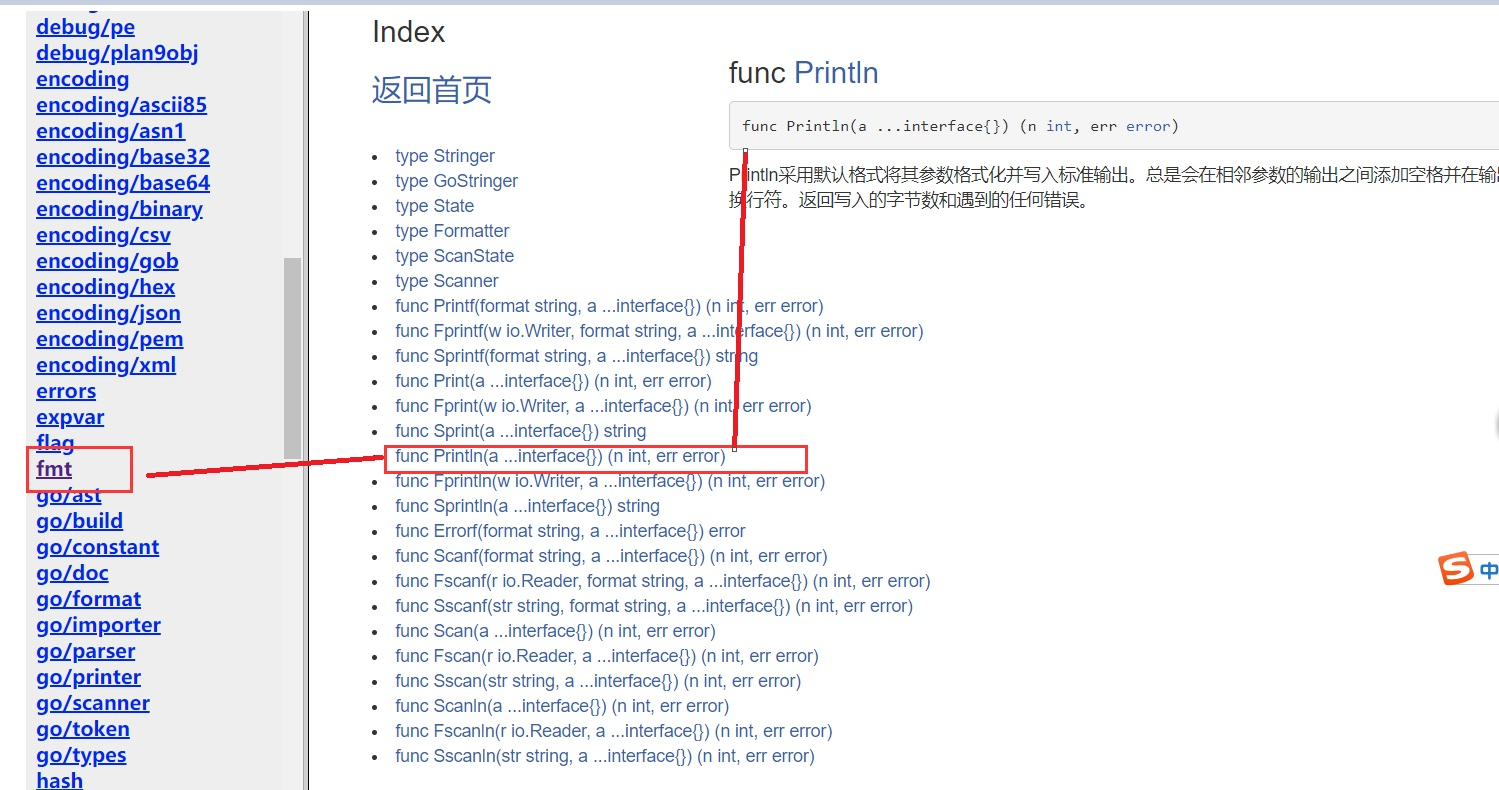 debug/pe
debug/plan9obj
encoding
encoding/ascii85
encoding/asn1
encoding/base32
encoding/base64
encoding/binary
encoding/csv
encoding/gob
encoding/hex
encoding/json
encoding/pem
encoding/xml
errors
expvar
flag
fmt
go/ast
go/build
go/constant
go/doc
go/format
go/importer
go/parser
go/printer
go/scanner
go/token
go/types
hash
Index
返回首页
type Stringer
type GoStringer
type State
type Formatter
type ScanState
type Scanner
func Printf(format string, a ...interface{}) (n int, err error)
func Fprintf(w io.Writer, format string, a ...interface{}) (n int, err error)
func Sprintf(format string, a ...interface{}) string
func Print(a ...interface{}) (n int, err error)
func Fprint(w io.Writer, a ...interface{}) (n int, err error)
func Sprint(a ...interface{}) string
func Println(a ...interface{}) (n int, err error)
func Fprintln(w io.Writer, a ...interface{}) (n int, err error)
func Sprintln(a ...interface{}) string
func Errorf(format string, a ...interface{}) error
func Scanf(format string, a ...interface{}) (n int, err error)
func Fscanf(r io.Reader, format string, a ...interface{}) (n int, err error)
func Sscanf(str string, format string, a ...interface{}) (n int, err error)
func Scan(a ...interface{}) (n int, err error)
func Fscan(r io.Reader, a ...interface{}) (n int, err error)
func Sscan(str string, a ...interface{}) (n int, err error)
func Scanln(a ...interface{}) (n int, err error)
func Fscanln(r io.Reader, a ...interface{}) (n int, err error)
func Sscanln(str string, a ...interface{}) (n int, err error)
func Println
func Println(a ...interface{}) (n int, err error)
Println采用默认格式将其参数格式化并写入标准输出。总是会在相邻参数的输出之间添加空格并在输
换行符。返回写入的字节数和遇到的任何错误。
S 中